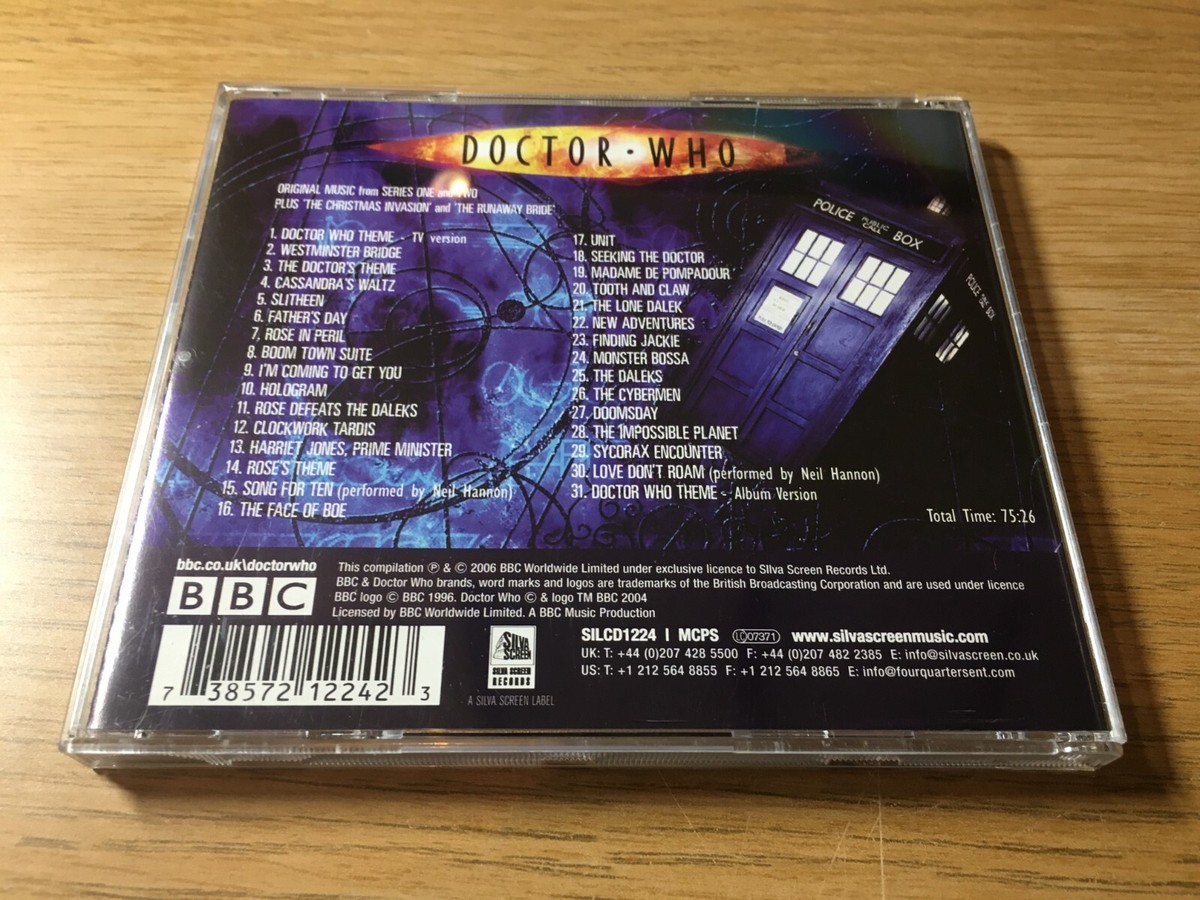 DOCTOR · WHO
ORIGINAL MUSIC from SERIES ONE and TWO
PLUS 'THE CHRISTMAS INVASION' and 'THE RUNAWAY BRIDE'
1. DOCTOR WHO THEME - TV version
2. WESTMINSTER BRIDGE
3. THE DOCTOR'S THEME
4. CASSANDRA'S WALTZ
5. SLITHEEN
6. FATHER'S DAY
7. ROSE IN PERIL
8. BOOM TOWN SUITE
9. I'M COMING TO GET YOU
10. HOLOGRAM
11. ROSE DEFEATS THE DALEKS
12. CLOCKWORK TARDIS
13. HARRIET JONES, PRIME MINISTER
14. ROSE'S THEME
15. SONG FOR TEN (performed by Neil Hannon)
16. THE FACE OF BOE
17. UNIT
18. SEEKING THE DOCTOR
19. MADAME DE POMPADOUR
20. TOOTH AND CLAW
21. THE LONE DALEK
22. NEW ADVENTURES
23. FINDING JACKIE
24. MONSTER BOSSA
25. THE DALEKS
26. THE CYBERMEN
27. DOOMSDAY
28. THE IMPOSSIBLE PLANET
29. SYCORAX ENCOUNTER
30. LOVE DON'T ROAM (performed by Neil Hannon)
31. DOCTOR WHO THEME - Album Version
POLICE PUBLIC CALL BOX
Total Time: 75:26
bbc.co.uk\doctorwho
BBC
This compilation ℗ & © 2006 BBC Worldwide Limited under exclusive licence to SIlva Screen Records Ltd.
BBC & Doctor Who brands, word marks and logos are trademarks of the British Broadcasting Corporation and are used under licence
BBC logo © BBC 1996. Doctor Who © & logo TM BBC 2004
Licensed by BBC Worldwide Limited. A BBC Music Production
7 38572 12242 3
SILVA SCREEN
SILVA SCREEN RECORDS
A SILVA SCREEN LABEL
SILCD1224 | MCPS LC07371 www.silvascreenmusic.com
UK: T: +44 (0)207 428 5500 F: +44 (0)207 482 2385 E: info@silvascreen.co.uk
US: T: +1 212 564 8855 F: +1 212 564 8865 E: info@fourquartersent.com